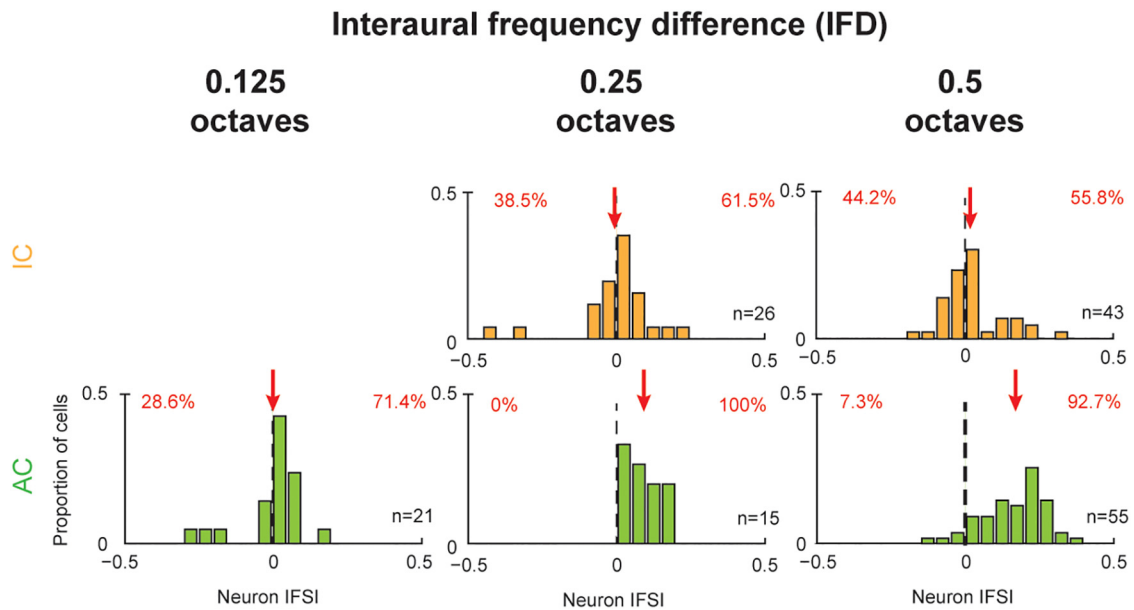 Interaural frequency difference (IFD)
0.125
octaves
0.25
octaves
0.5
octaves
IC
0.5
38.5%
61.5%
n=26
0
−0.5
0
0.5
0.5
44.2%
55.8%
n=43
0
−0.5
0
0.5
AC
Proportion of cells
0.5
28.6%
71.4%
n=21
0
−0.5
0
0.5
Neuron IFSI
0.5
0%
100%
n=15
0
−0.5
0
0.5
Neuron IFSI
0.5
7.3%
92.7%
n=55
0
−0.5
0
0.5
Neuron IFSI